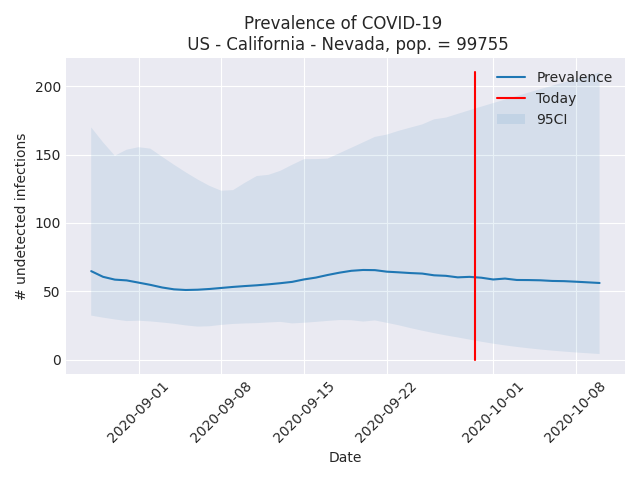 Prevalence of COVID-19
US - California - Nevada, pop. = 99755
Prevalence
Today
95CI
200
150
100
50
0
# undetected infections
2020-09-01
2020-09-08
2020-09-15
2020-09-22
2020-10-01
2020-10-08
Date